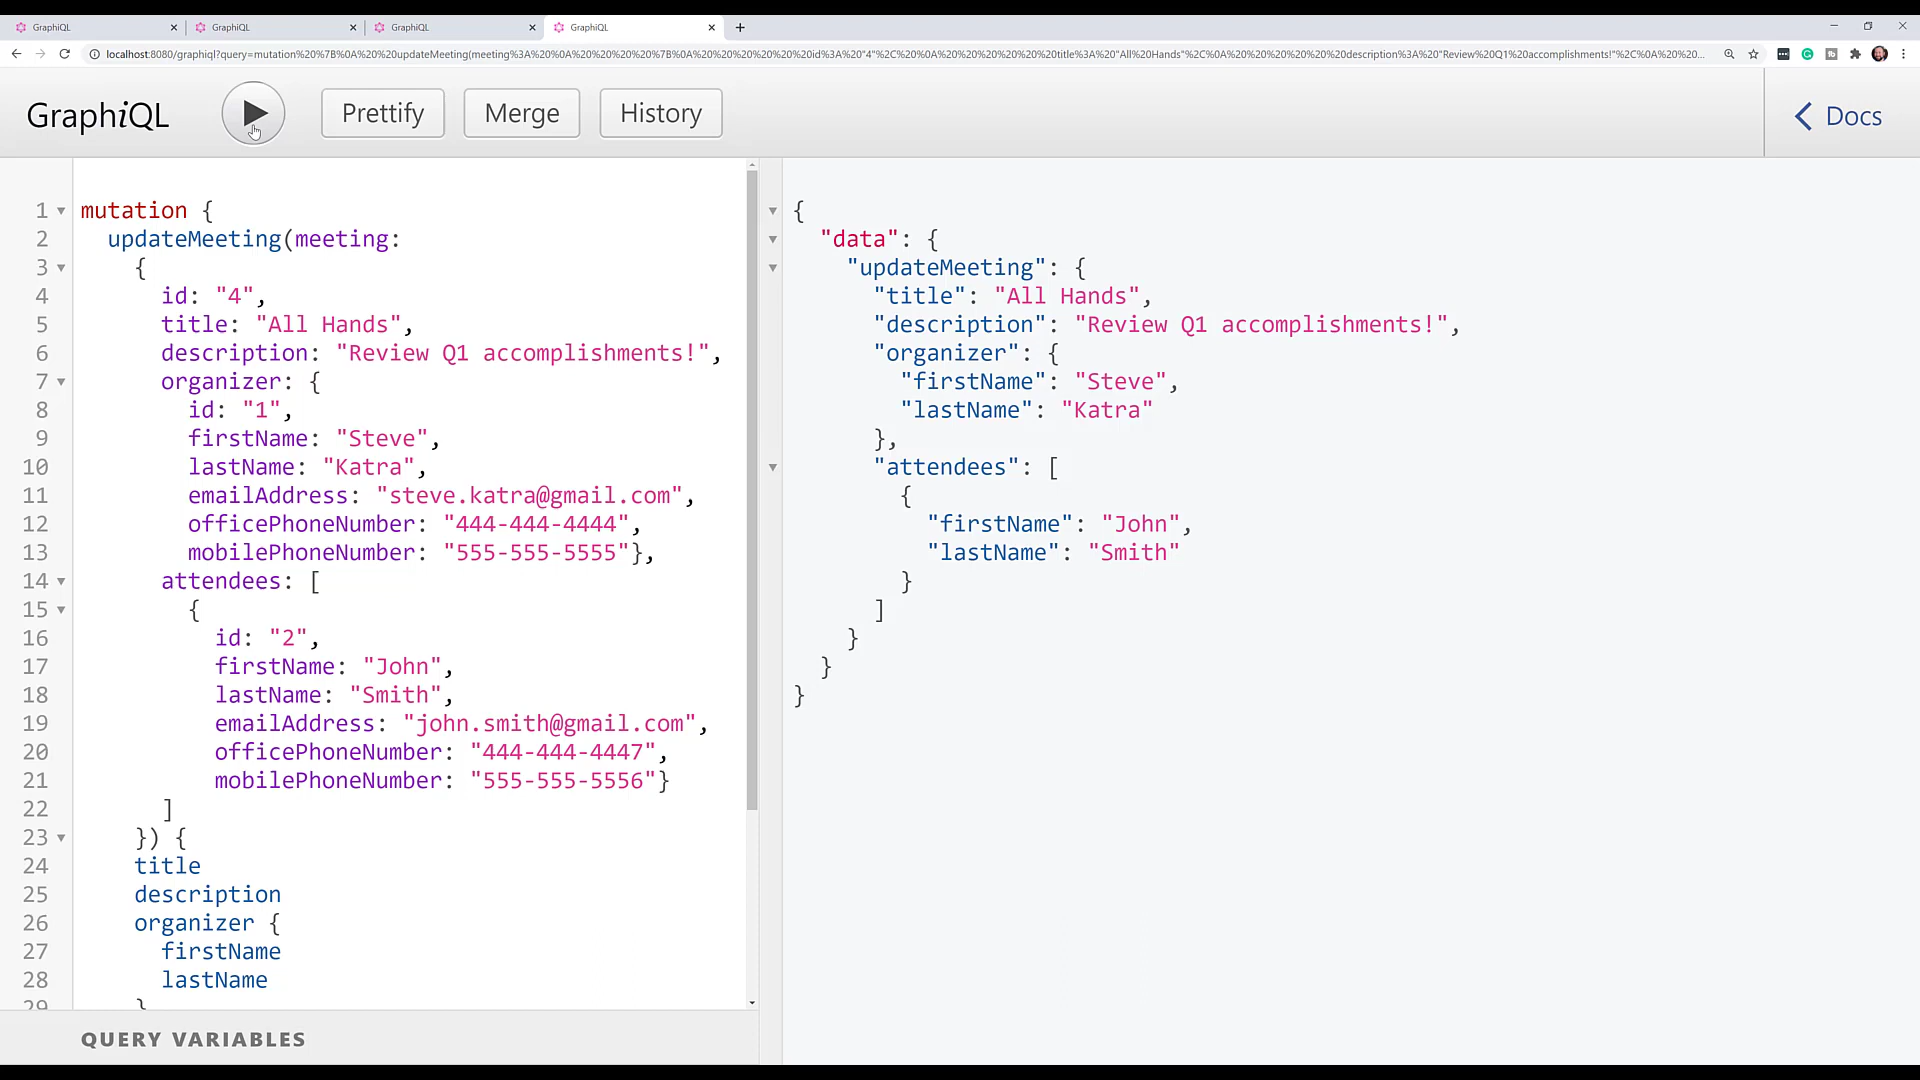 GraphiQL
GraphiQL
GraphiQL
GraphiQL
localhost:8080/graphiql?query=mutation%20%7B%0A%20%20updateMeeting(meeting%3A%20%0A%20%20%20%20%7B%0A%20%20%20%20%20%20id%3A%20"4"%2C%20%0A%20%20%20%20%20%20title%3A%20"All%20Hands"%2C%0A%20%20%20%20%20%20description%3A%20"Review%20Q1%20accomplishments!"%2C%0A%20%20...
GraphiQL
Prettify
Merge
History
Docs
1 mutation {
2 updateMeeting(meeting:
3 {
4 id: "4",
5 title: "All Hands",
6 description: "Review Q1 accomplishments!",
7 organizer: {
8 id: "1",
9 firstName: "Steve",
10 lastName: "Katra",
11 emailAddress: "steve.katra@gmail.com",
12 officePhoneNumber: "444-444-4444",
13 mobilePhoneNumber: "555-555-5555"},
14 attendees: [
15 {
16 id: "2",
17 firstName: "John",
18 lastName: "Smith",
19 emailAddress: "john.smith@gmail.com",
20 officePhoneNumber: "444-444-4447",
21 mobilePhoneNumber: "555-555-5556"}
22 ]
23 }) {
24 title
25 description
26 organizer {
27 firstName
28 lastName
29 }
QUERY VARIABLES
{
"data": {
"updateMeeting": {
"title": "All Hands",
"description": "Review Q1 accomplishments!",
"organizer": {
"firstName": "Steve",
"lastName": "Katra"
},
"attendees": [
{
"firstName": "John",
"lastName": "Smith"
}
]
}
}
}